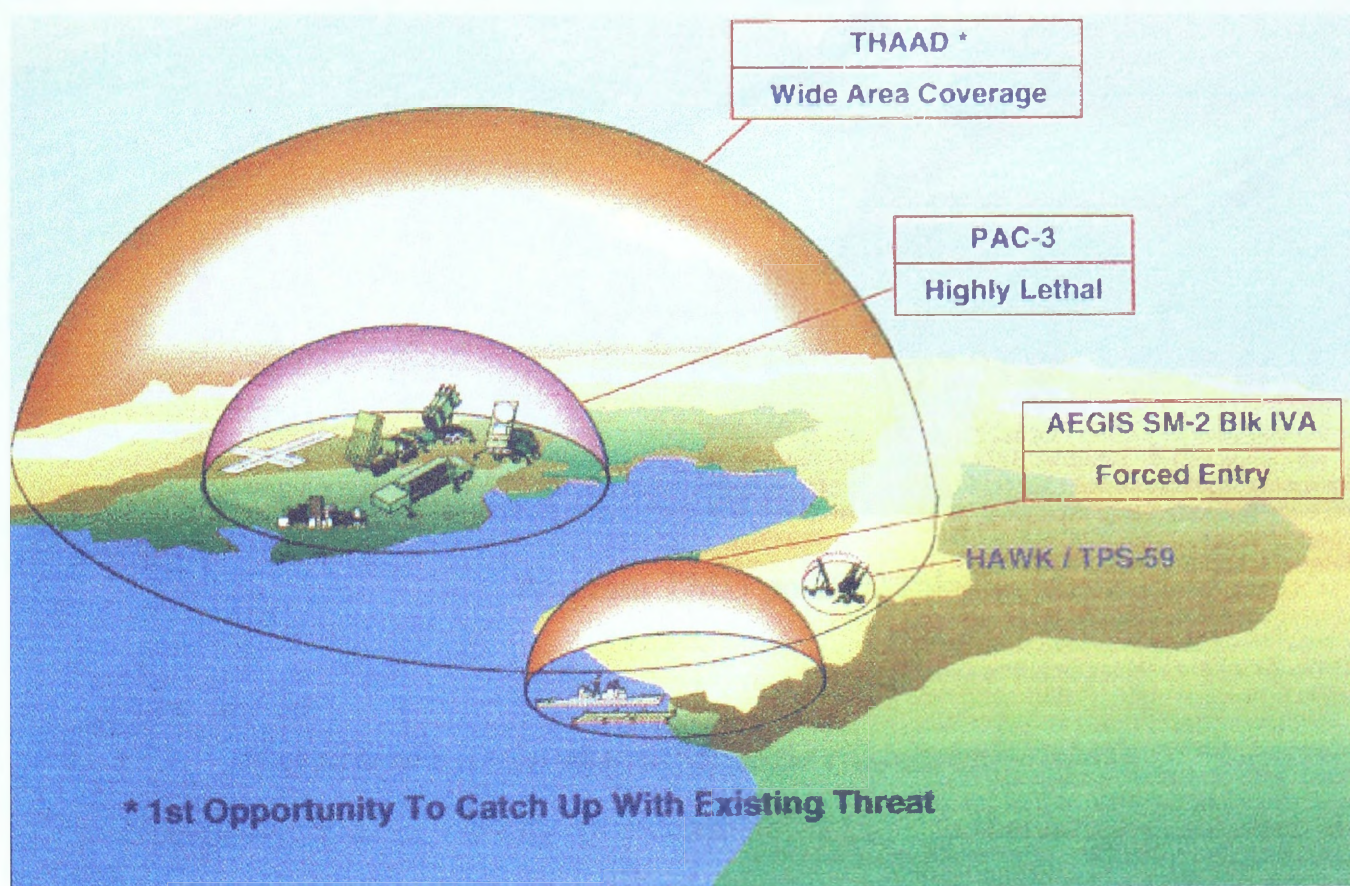 THAAD *
Wide Area Coverage
PAC-3
Highly Lethal
AEGIS SM-2 Blk IVA
Forced Entry
HAWK / TPS-59
* 1st Opportunity To Catch Up With Existing Threat